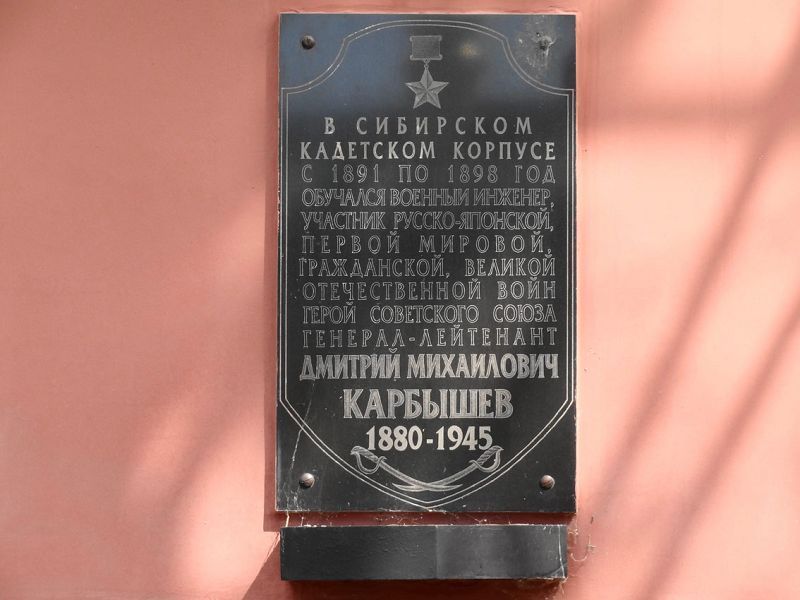 В СИБИРСКОМ
КАДЕТСКОМ КОРПУСЕ
С 1891 ПО 1898 ГОД
ОБУЧАЛСЯ ВОЕННЫЙ ИНЖЕНЕР,
УЧАСТНИК РУССКО-ЯПОНСКОЙ,
ПЕРВОЙ МИРОВОЙ,
ГРАЖДАНСКОЙ, ВЕЛИКОЙ
ОТЕЧЕСТВЕННОЙ ВОЙН
ГЕРОЙ СОВЕТСКОГО СОЮЗА
ГЕНЕРАЛ-ЛЕЙТЕНАНТ
ДМИТРИЙ МИХАЙЛОВИЧ
КАРБЫШЕВ
1880-1945